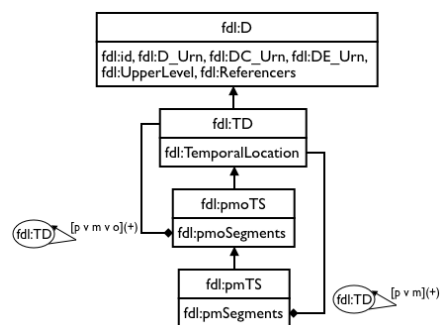 fdl:D
fdl:id, fdl:D_Urn, fdl:DC_Urn, fdl:DE_Urn,
fdl:UpperLevel, fdl:Referencers
fdl:TD
fdl:TemporalLocation
fdl:pmoTS
[p v m v o](+)
fdl:TD
fdl:pmoSegments
fdl:pmTS
[p v m](+)
fdl:TD
fdl:pmSegments